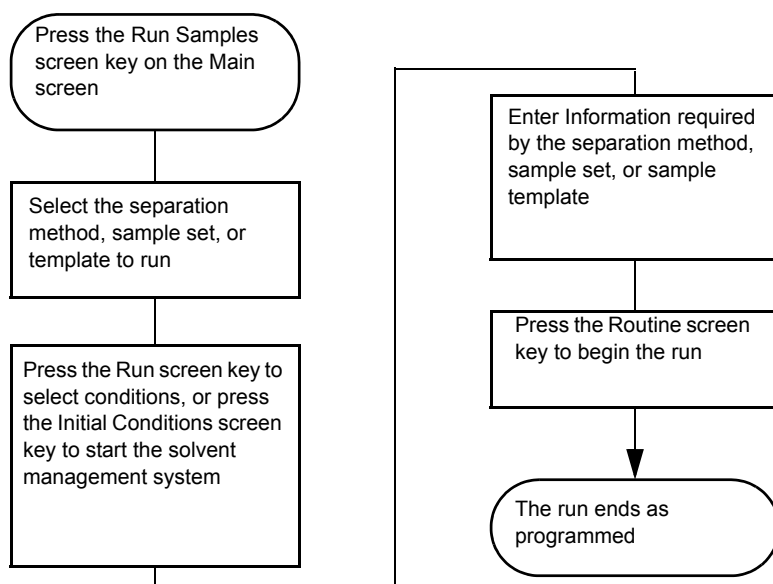 Press the Run Samples
screen key on the Main
screen
Select the separation
method, sample set, or
template to run
Press the Run screen key to
select conditions, or press
the Initial Conditions screen
key to start the solvent
management system
Enter Information required
by the separation method,
sample set, or sample
template
Press the Routine screen
key to begin the run
The run ends as
programmed